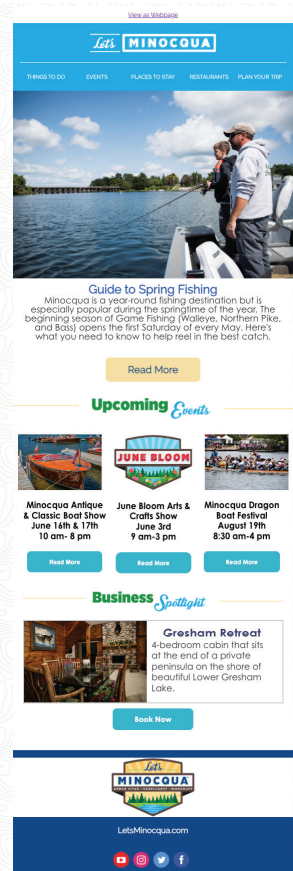 View as Webpage
Let's MINOCQUA
THINGS TO DO EVENTS PLACES TO STAY RESTAURANTS PLAN YOUR TRIP
Guide to Spring Fishing
Minocqua is a year-round fishing destination but is
especially popular during the springtime of the year. The
beginning season of Game Fishing (Walleye, Northern Pike,
and Bass) opens the first Saturday of every May. Here's
what you need to know to help reel in the best catch.
Read More
Upcoming Events
JUNE BLOOM
Minocqua Antique
& Classic Boat Show
June 16th & 17th
10 am- 8 pm
Read More
June Bloom Arts &
Crafts Show
June 3rd
9 am-3 pm
Read More
Minocqua Dragon
Boat Festival
August 19th
8:30 am-4 pm
Read More
Business Spotlight
Gresham Retreat
4-bedroom cabin that sits
at the end of a private
peninsula on the shore of
beautiful Lower Gresham
Lake.
Book Now
Let's
MINOCQUA
ARBOR VITAE • HAZELHURST • WOODRUFF
LetsMinocqua.com